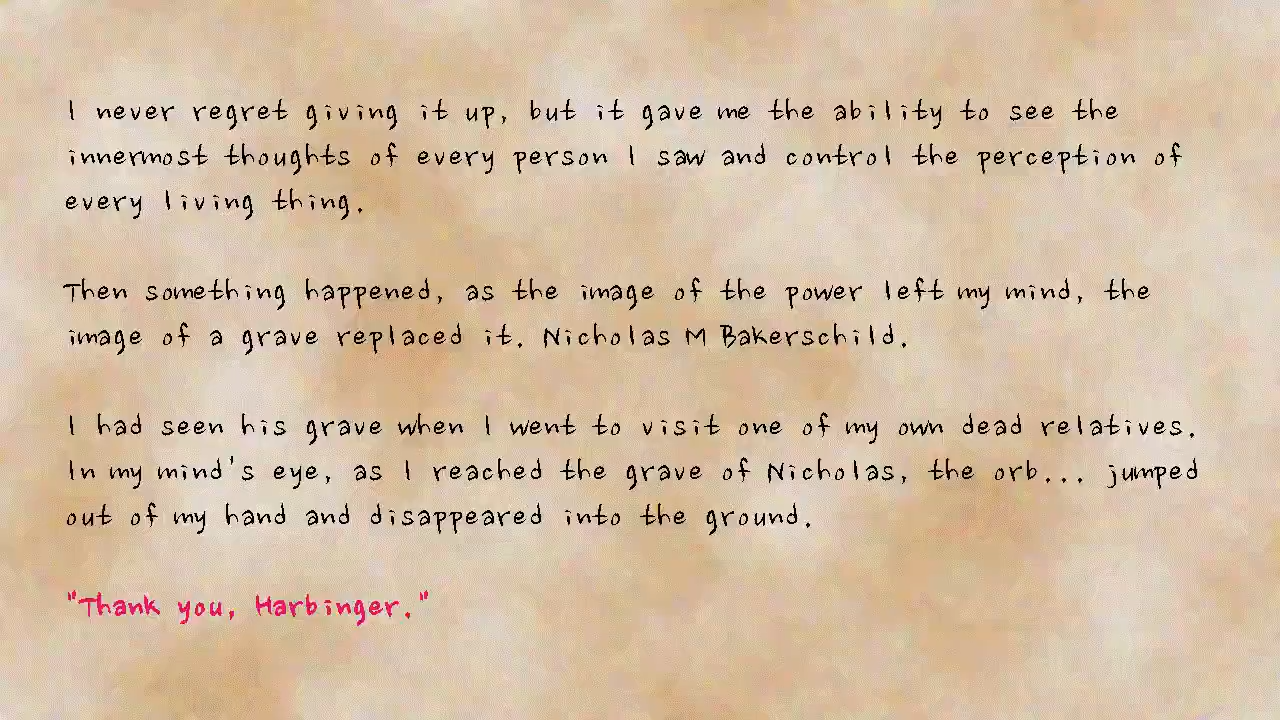 I never regret giving it up, but it gave me the ability to see the
innermost thoughts of every person I saw and control the perception of
every living thing.
Then something happened, as the image of the power left my mind, the
image of a grave replaced it. Nicholas M Bakerschild.
I had seen his grave when I went to visit one of my own dead relatives.
In my mind's eye, as I reached the grave of Nicholas, the orb... jumped
out of my hand and disappeared into the ground.
"Thank you, Harbinger."